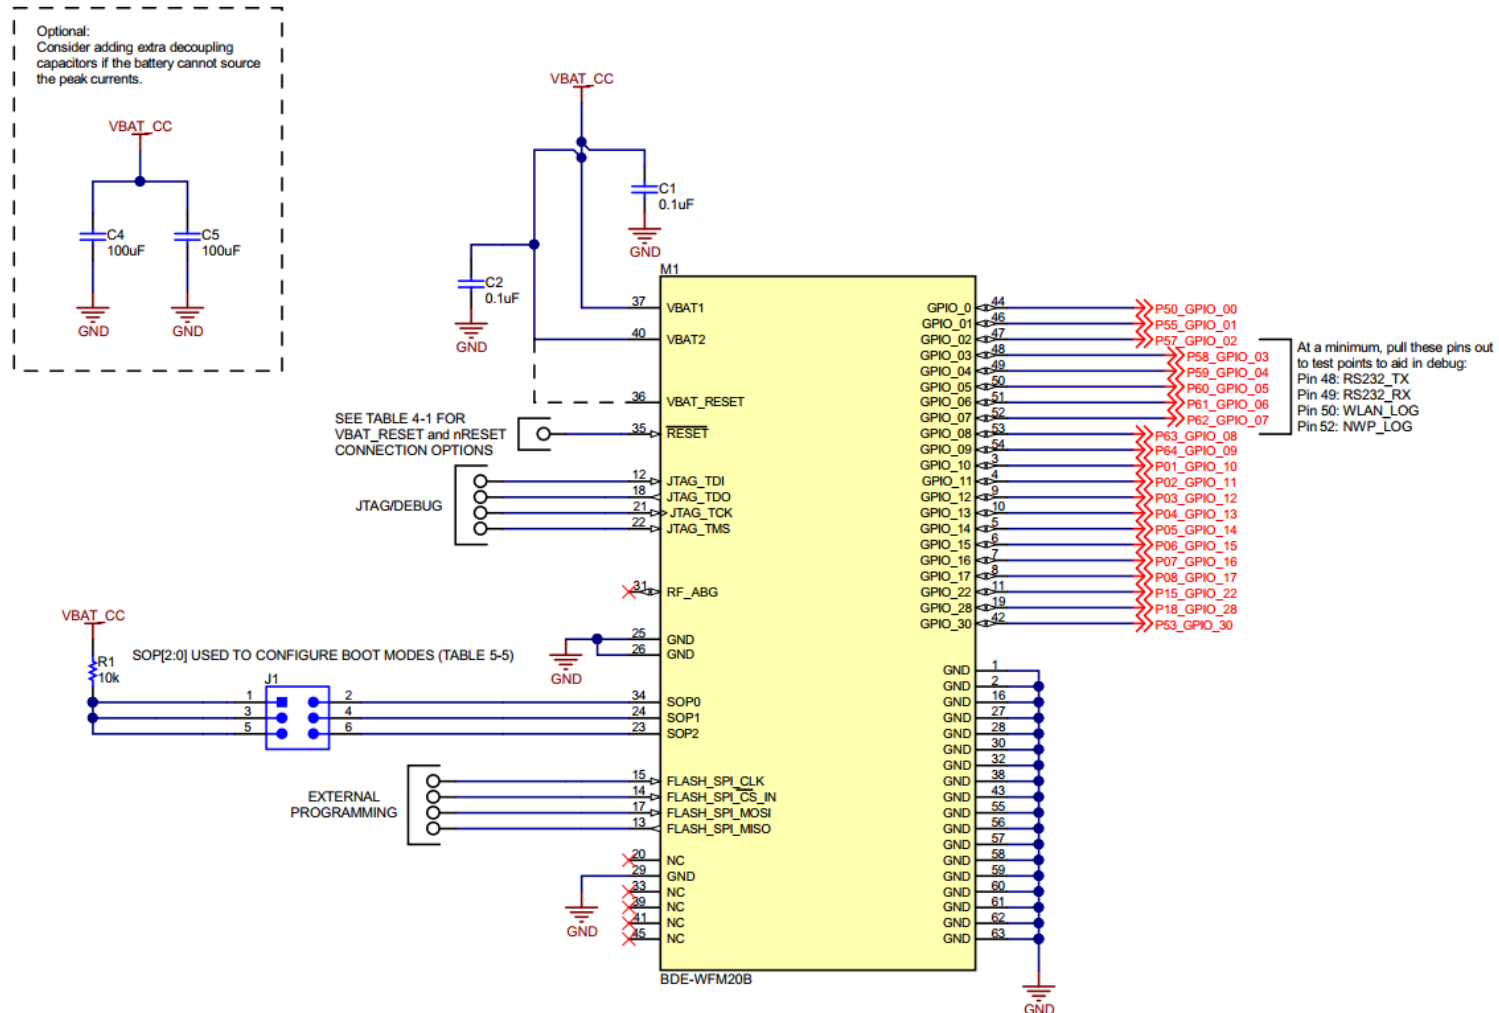 Optional:
Consider adding extra decoupling
capacitors if the battery cannot source
the peak currents.
VBAT_CC
C4
100uF
C5
100uF
GND
GND
VBAT_CC
C1
0.1uF
GND
C2
0.1uF
GND
M1
37 VBAT1
40 VBAT2
36 VBAT_RESET
35 RESET
SEE TABLE 4-1 FOR
VBAT_RESET and nRESET
CONNECTION OPTIONS
12 JTAG_TDI
18 JTAG_TDO
21 JTAG_TCK
22 JTAG_TMS
JTAG/DEBUG
31 RF_ABG
25 GND
26 GND
GND
VBAT_CC
R1
10k
SOP[2:0] USED TO CONFIGURE BOOT MODES (TABLE 5-5)
J1
1 2 34 SOP0
3 4 24 SOP1
5 6 23 SOP2
EXTERNAL
PROGRAMMING
15 FLASH_SPI_CLK
14 FLASH_SPI_CS_IN
17 FLASH_SPI_MOSI
13 FLASH_SPI_MISO
20 NC
29 GND
33 NC
39 NC
41 NC
45 NC
GND
GPIO_0 44 P50_GPIO_00
GPIO_01 46 P55_GPIO_01
GPIO_02 47 P57_GPIO_02
GPIO_03 48 P58_GPIO_03
GPIO_04 49 P59_GPIO_04
GPIO_05 50 P60_GPIO_05
GPIO_06 51 P61_GPIO_06
GPIO_07 52 P62_GPIO_07
GPIO_08 53 P63_GPIO_08
GPIO_09 54 P64_GPIO_09
GPIO_10 3 P01_GPIO_10
GPIO_11 4 P02_GPIO_11
GPIO_12 9 P03_GPIO_12
GPIO_13 10 P04_GPIO_13
GPIO_14 5 P05_GPIO_14
GPIO_15 6 P06_GPIO_15
GPIO_16 7 P07_GPIO_16
GPIO_17 8 P08_GPIO_17
GPIO_22 11 P15_GPIO_22
GPIO_28 19 P18_GPIO_28
GPIO_30 42 P53_GPIO_30
At a minimum, pull these pins out
to test points to aid in debug:
Pin 48: RS232_TX
Pin 49: RS232_RX
Pin 50: WLAN_LOG
Pin 52: NWP_LOG
GND 1
GND 2
GND 16
GND 27
GND 28
GND 30
GND 32
GND 38
GND 43
GND 55
GND 56
GND 57
GND 58
GND 59
GND 60
GND 61
GND 62
GND 63
GND
BDE-WFM20B